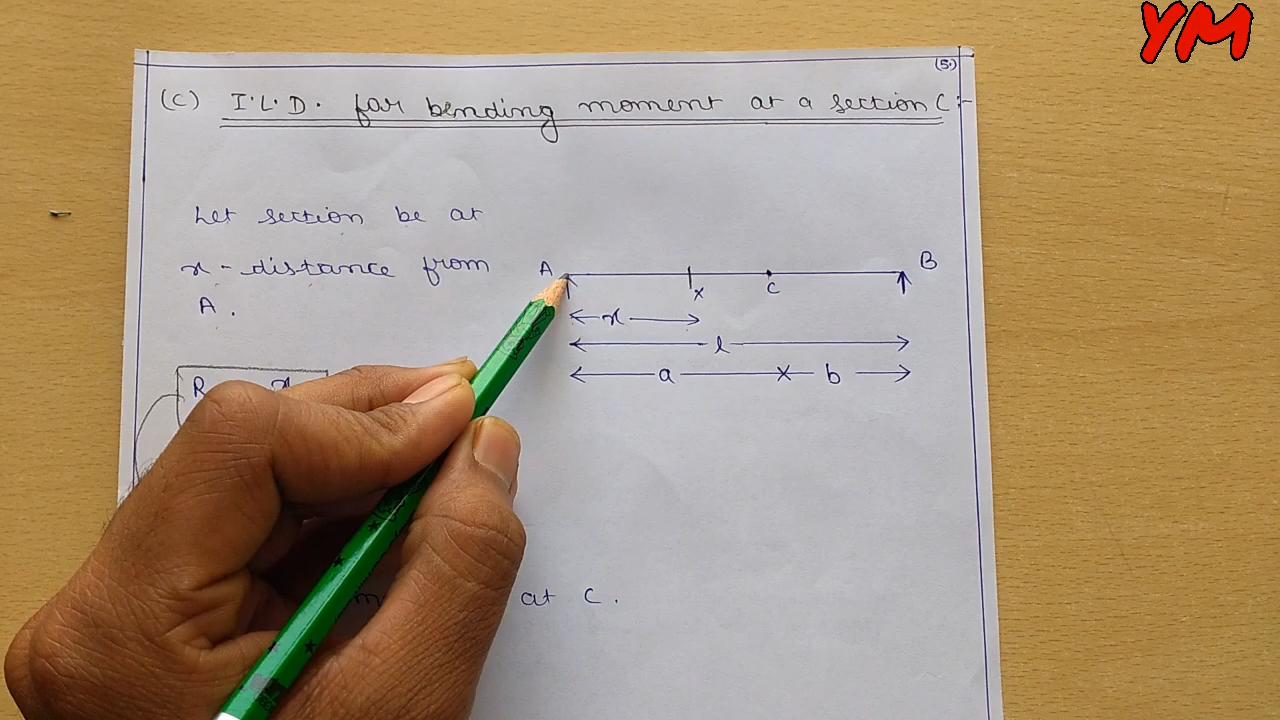 YM
(5.)
(C) I.L.D. for bending moment at a section C :-
Let section be at
x - distance from
A.
A
B
x
c
x
l
a
b
R x
at C.